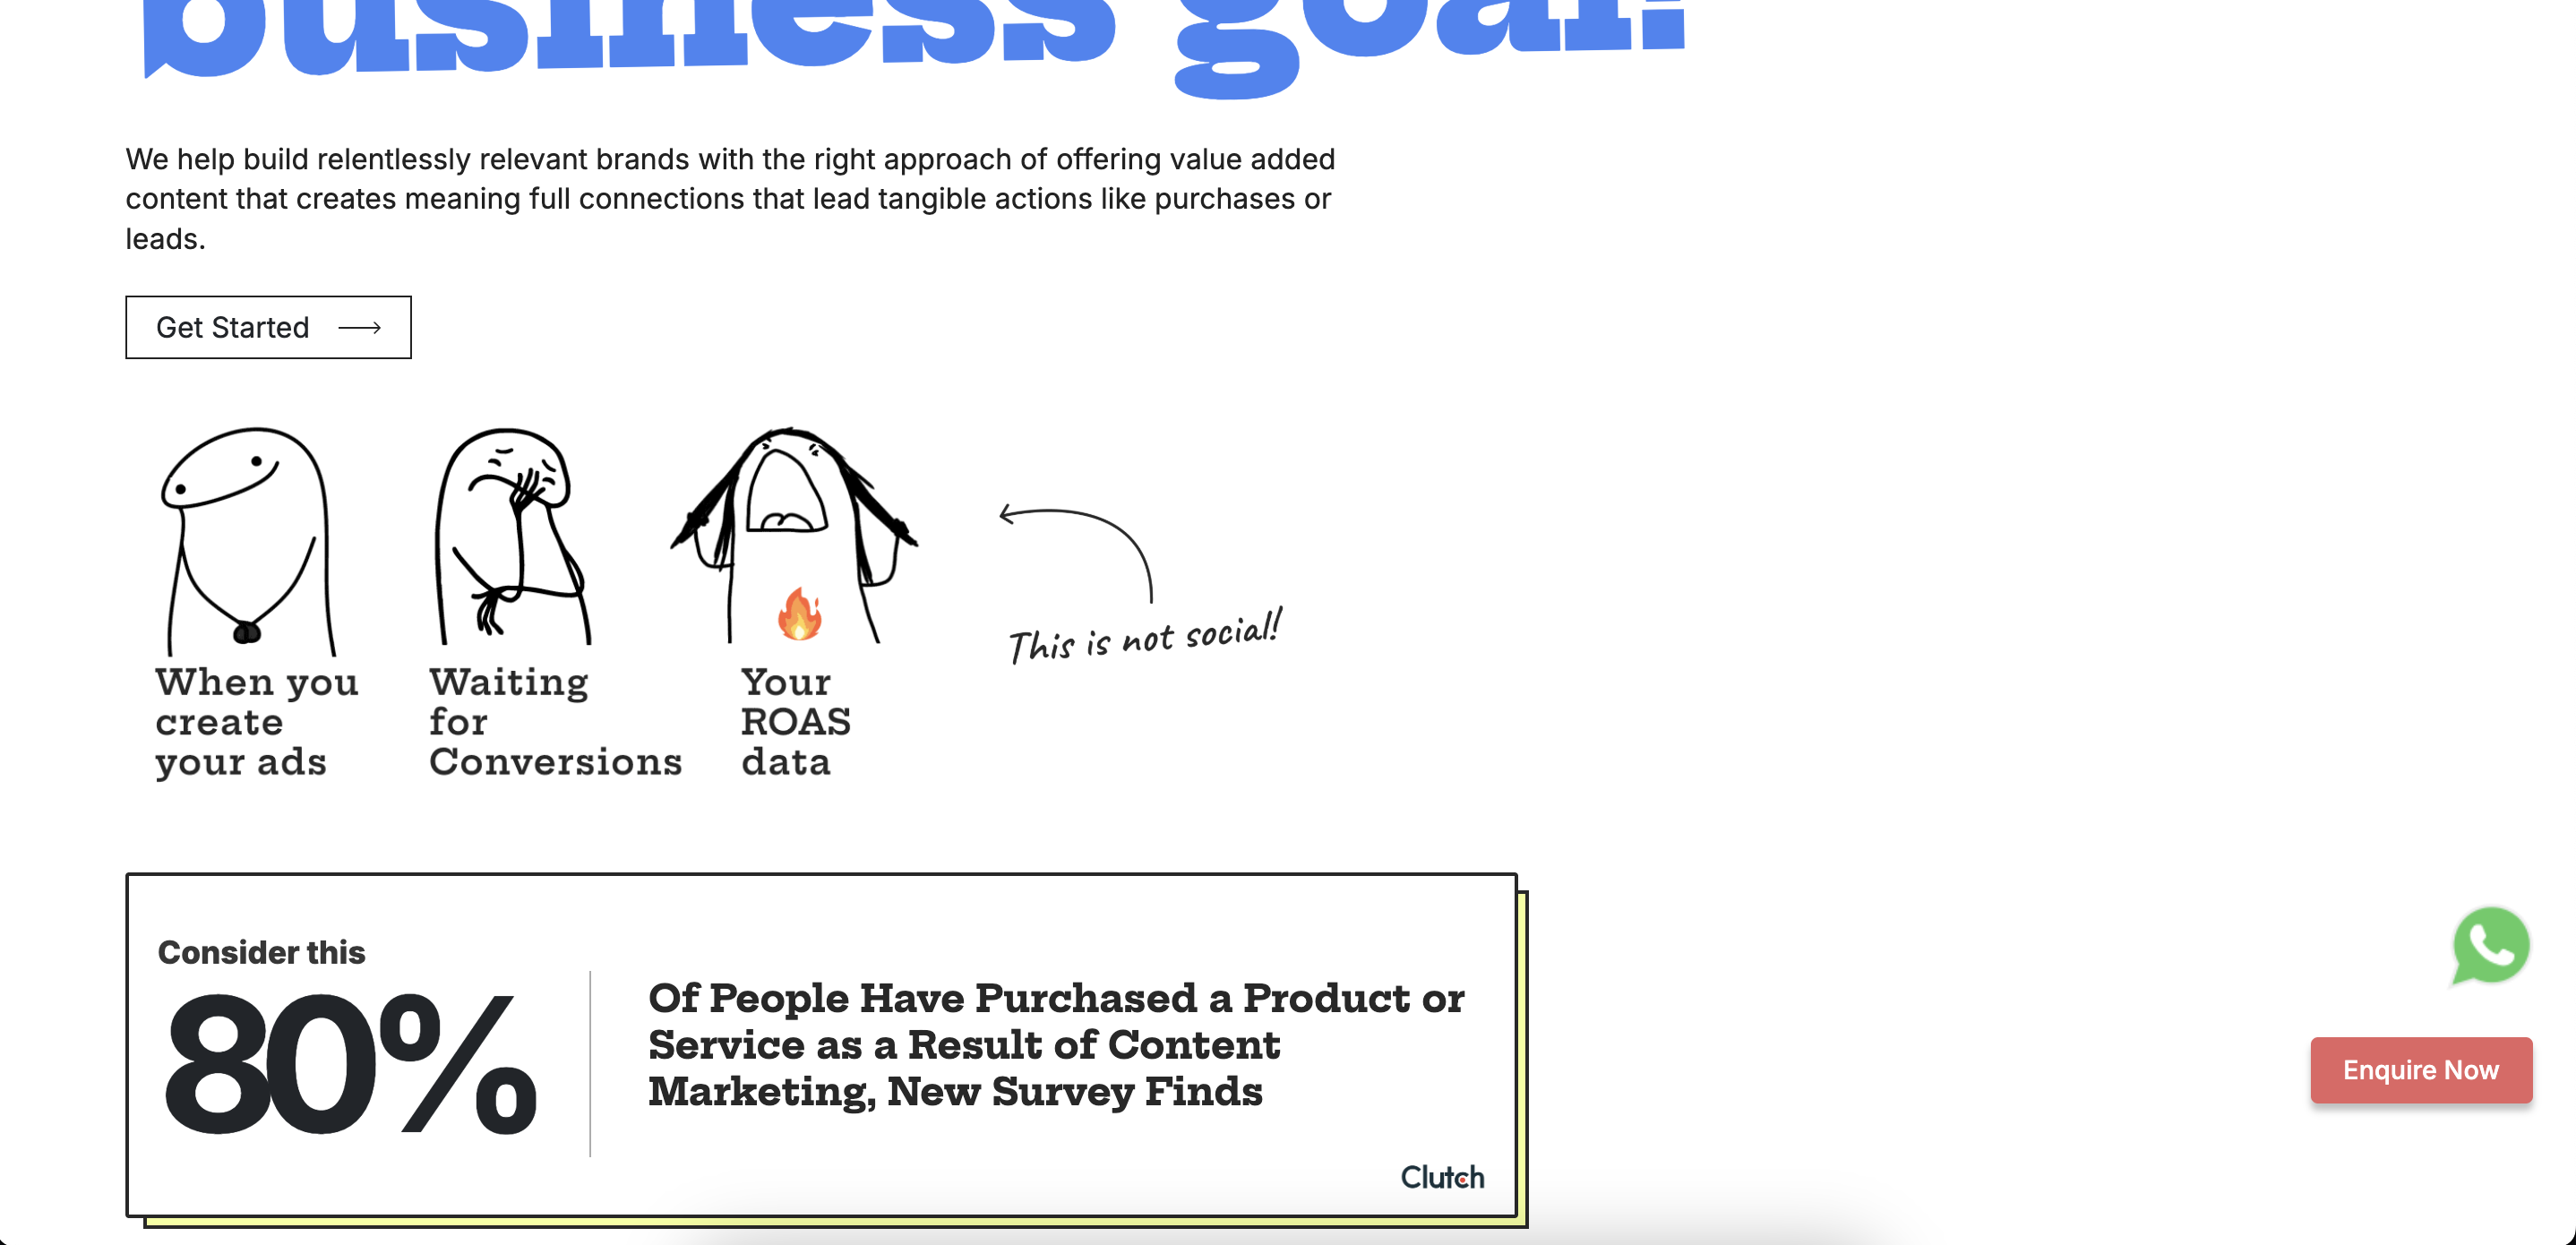 business goal.
We help build relentlessly relevant brands with the right approach of offering value added
content that creates meaning full connections that lead tangible actions like purchases or
leads.
Get Started
This is not social!
When you
create
your ads
Waiting
for
Conversions
Your
ROAS
data
Consider this
80%
Of People Have Purchased a Product or
Service as a Result of Content
Marketing, New Survey Finds
Clutch
Enquire Now